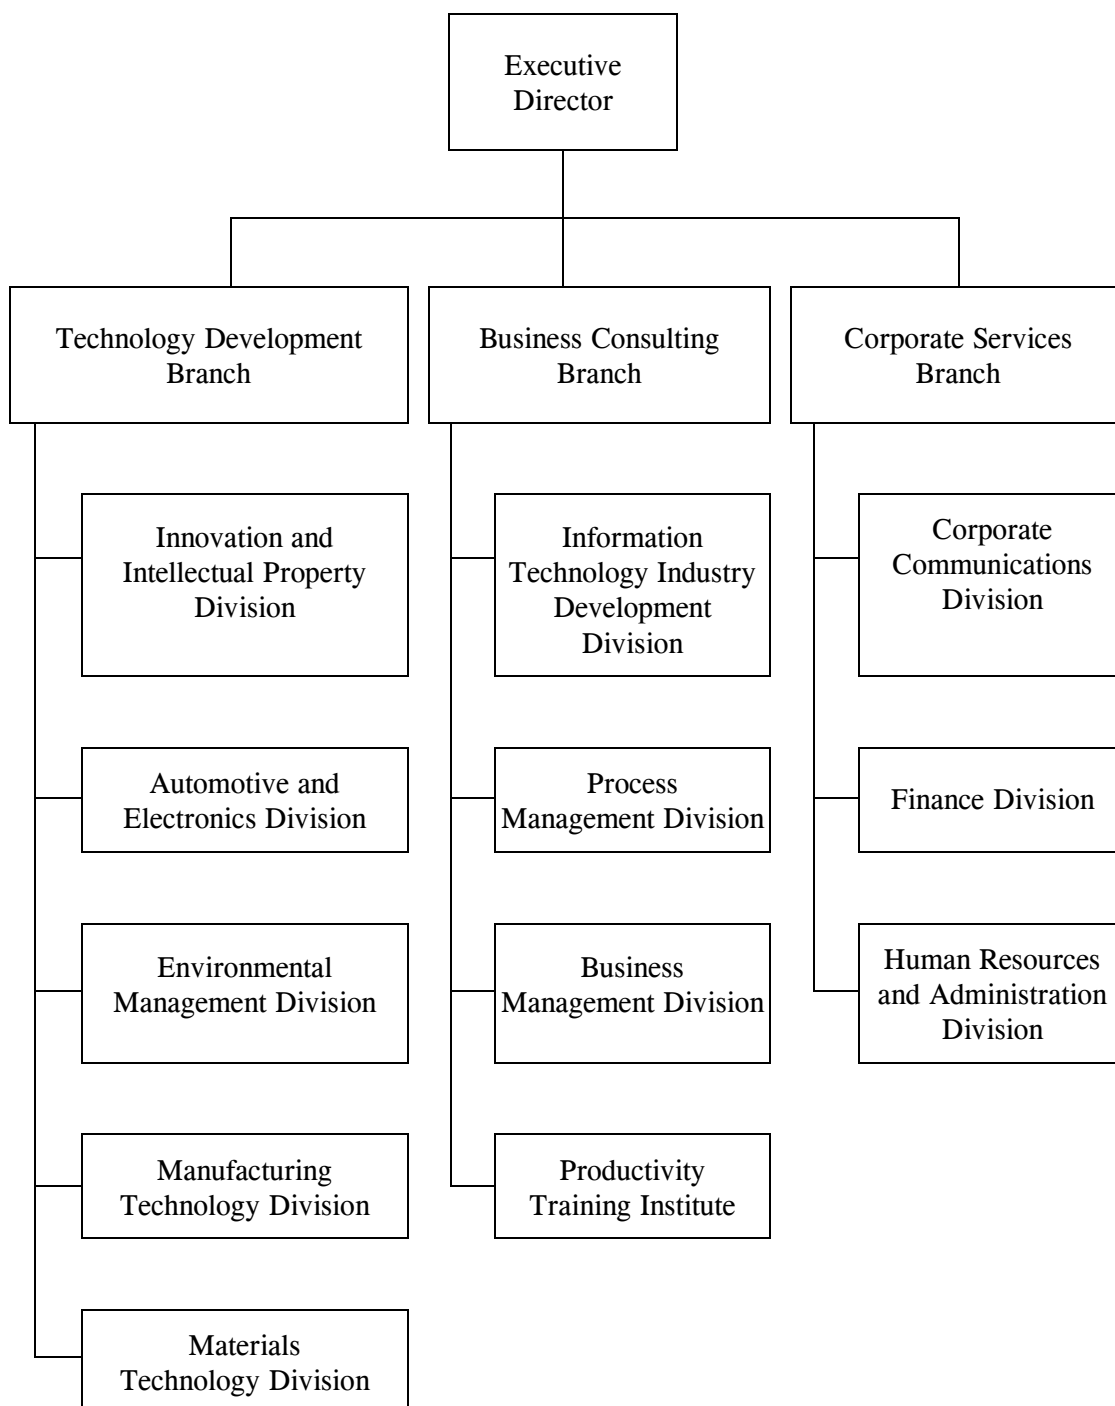 Executive
Director
Technology Development
Branch
Business Consulting
Branch
Corporate Services
Branch
Innovation and
Intellectual Property
Division
Information
Technology Industry
Development
Division
Corporate
Communications
Division
Automotive and
Electronics Division
Process
Management Division
Finance Division
Environmental
Management Division
Business
Management Division
Human Resources
and Administration
Division
Manufacturing
Technology Division
Productivity
Training Institute
Materials
Technology Division